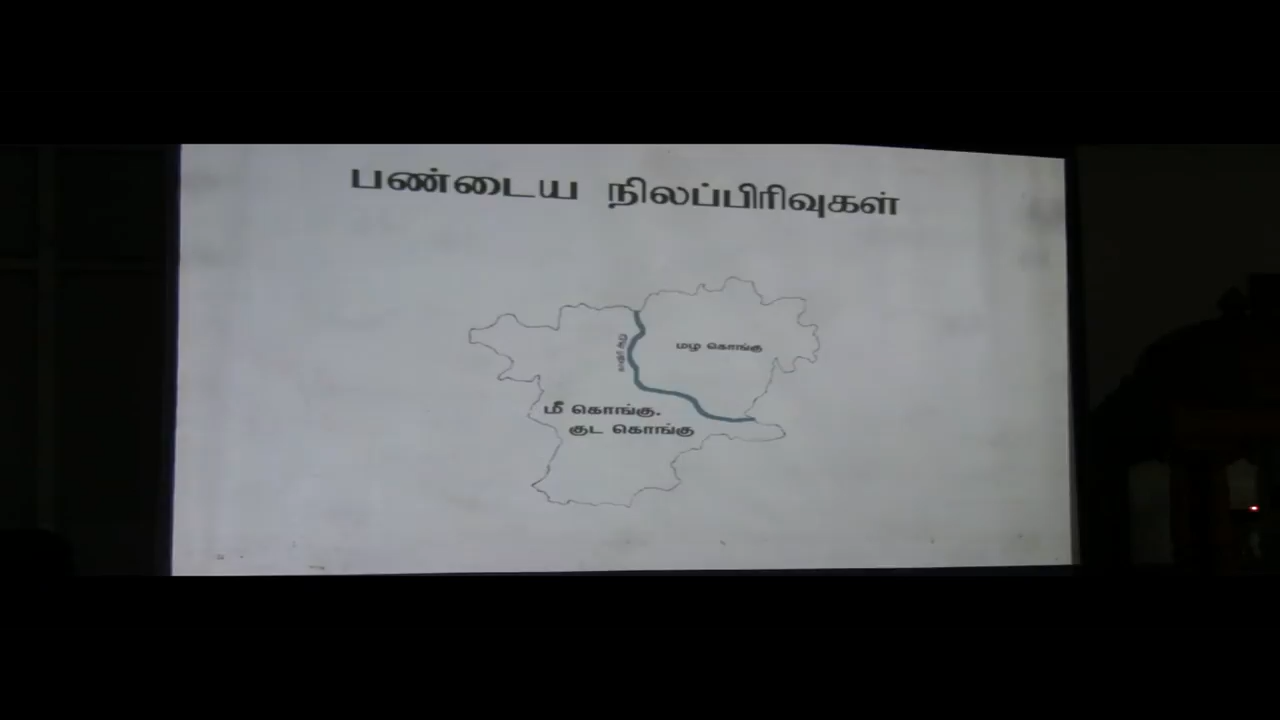 பண்டைய நிலப்பிரிவுகள்
மழ கொங்கு
மீ கொங்கு.
குட கொங்கு